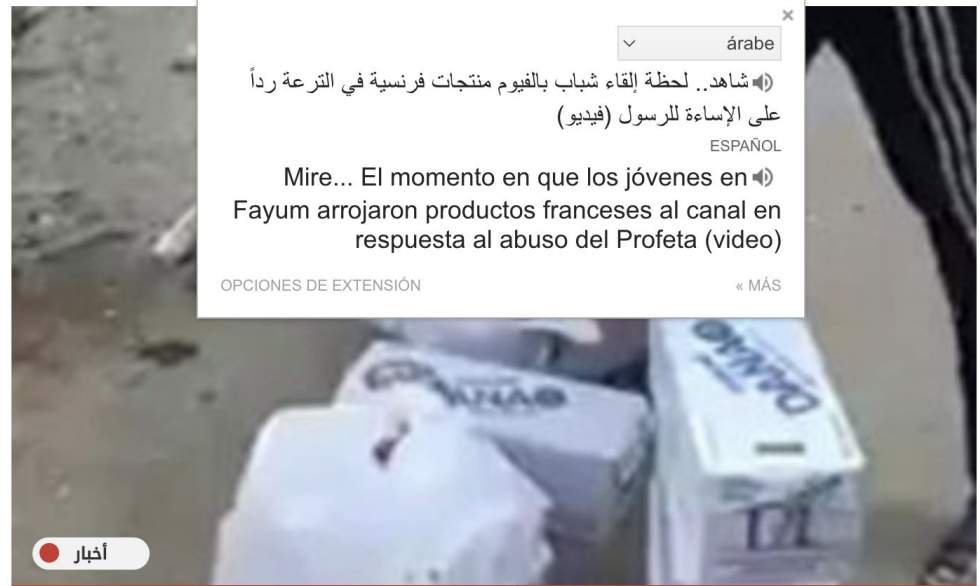 ×
árabe
شاهد.. لحظة إلقاء شباب بالفيوم منتجات فرنسية في الترعة رداً
على الإساءة للرسول (فيديو)
ESPAÑOL
Mire... El momento en que los jóvenes en
Fayum arrojaron productos franceses al canal en
respuesta al abuso del Profeta (video)
OPCIONES DE EXTENSIÓN
« MÁS
DANAO
أخبار